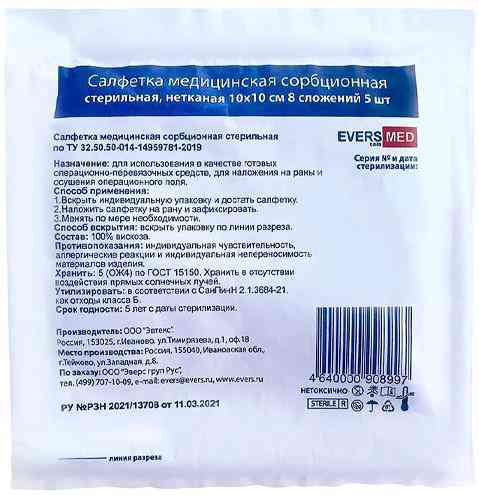 Салфетка медицинская сорбционная
стерильная, нетканая 10х10 см 8 сложений 5 шт
Салфетка медицинская сорбционная стерильная
по ТУ 32.50.50-014-14959781-2019
EVERS MED
Серия № и дата
стерилизации:
Назначение: для использования в качестве готовых
операционно-перевязочных средств, для наложения на раны и
осушения операционного поля.
Способ применения:
1.Вскрыть индивидуальную упаковку и достать салфетку.
2.Наложить салфетку на рану и зафиксировать.
3.Менять по мере необходимости.
Способ вскрытия: вскрыть упаковку по линии разреза.
Состав: 100% вискоза.
Противопоказания: индивидуальная чувствительность,
аллергические реакции и индивидуальная непереносимость
материалов изделия.
Хранить: 5 (ОЖ4) по ГОСТ 15150. Хранить в отсутствии
воздействия прямых солнечных лучей.
Утилизировать: в соответствии с СанПиН 2.1.3684-21.
как отходы класса Б.
Срок годности: 5 лет с даты стерилизации.
Производитель: ООО "Эвтекс"
Россия, 153025, г.Иваново, ул.Тимирязева, д.1, оф.18
Место производства: Россия, 155040, Ивановская обл.,
г.Тейково, ул.Западная, д.8.
По заказу: ООО "Эверс груп Рус",
тел. (499) 707-10-09, e-mail: evers@evers.ru, www.evers.ru
4 640000 908997
РУ №РЗН 2021/13708 от 11.03.2021
НЕТОКСИЧНО
STERILE R
линия разреза